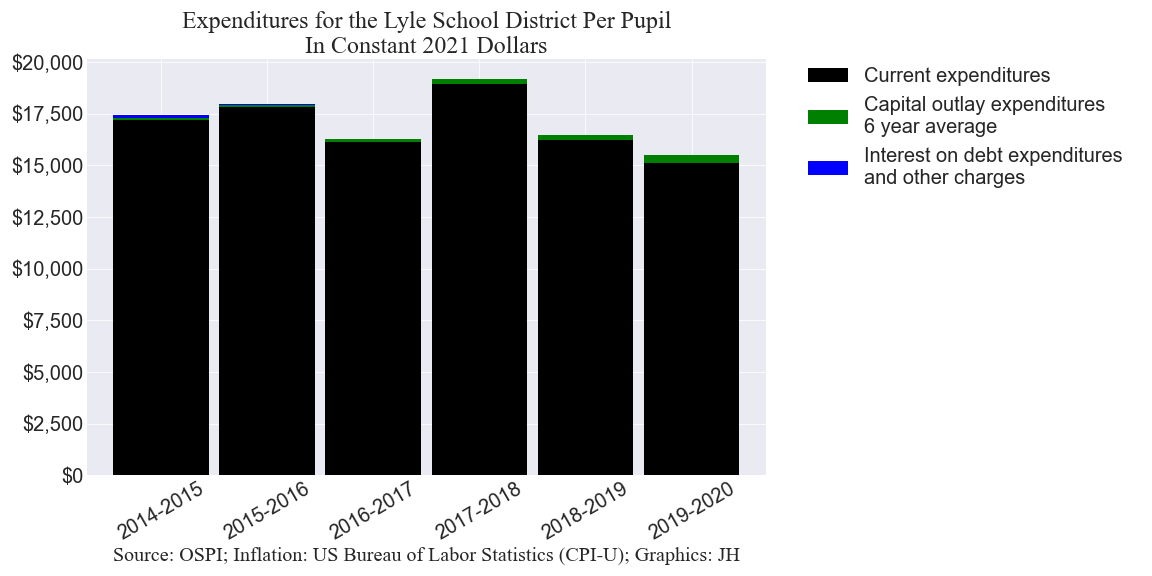 Expenditures for the Lyle School District Per Pupil
In Constant 2021 Dollars
$20,000
$17,500
$15,000
$12,500
$10,000
$7,500
$5,000
$2,500
$0
2014-2015
2015-2016
2016-2017
2017-2018
2018-2019
2019-2020
Current expenditures
Capital outlay expenditures
6 year average
Interest on debt expenditures
and other charges
Source: OSPI; Inflation: US Bureau of Labor Statistics (CPI-U); Graphics: JH